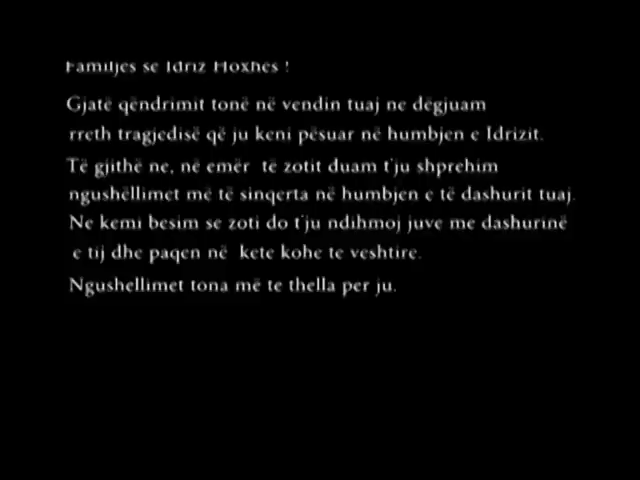 Familjes se Idriz Hoxhes !
Gjatë qëndrimit tonë në vendin tuaj ne dëgjuam
rreth tragjedisë që ju keni pësuar në humbjen e Idrizit.
Të gjithë ne, në emër të zotit duam t'ju shprehim
ngushëllimet më të sinqerta në humbjen e të dashurit tuaj.
Ne kemi besim se zoti do t'ju ndihmoj juve me dashurinë
e tij dhe paqen në kete kohe te veshtire.
Ngushellimet tona më te thella per ju.